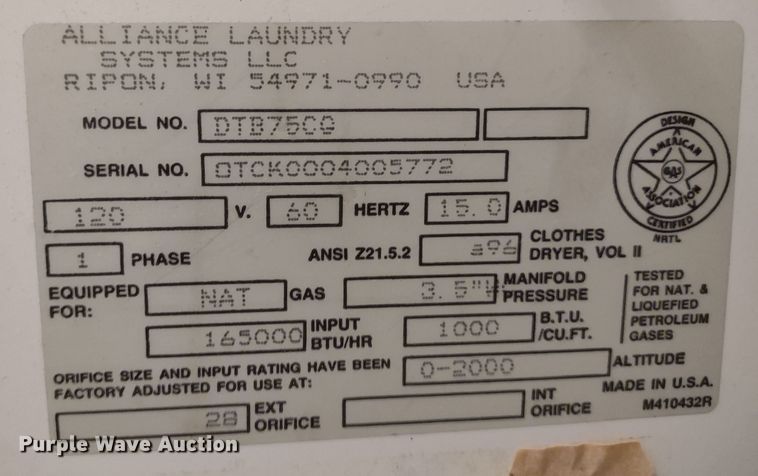 ALLIANCE LAUNDRY
SYSTEMS LLC
RIPON, WI 54971-0990 USA
MODEL NO. DTB75CQ
SERIAL NO. OTCK0004005772
120 V. 60 HERTZ 15.0 AMPS
1 PHASE ANSI Z21.5.2 a96 CLOTHES
DRYER, VOL II
EQUIPPED
FOR: NAT GAS 3.5"W MANIFOLD
PRESSURE
165000 INPUT
BTU/HR 1000 B.T.U.
/CU.FT.
TESTED
FOR NAT. &
LIQUEFIED
PETROLEUM
GASES
ORIFICE SIZE AND INPUT RATING HAVE BEEN
FACTORY ADJUSTED FOR USE AT: 0-2000 ALTITUDE
28 EXT
ORIFICE INT
ORIFICE
MADE IN U.S.A.
M410432R
DESIGN
A
AMERICAN
GAS
ASSOCIATION
CERTIFIED
NRTL
Purple Wave Auction